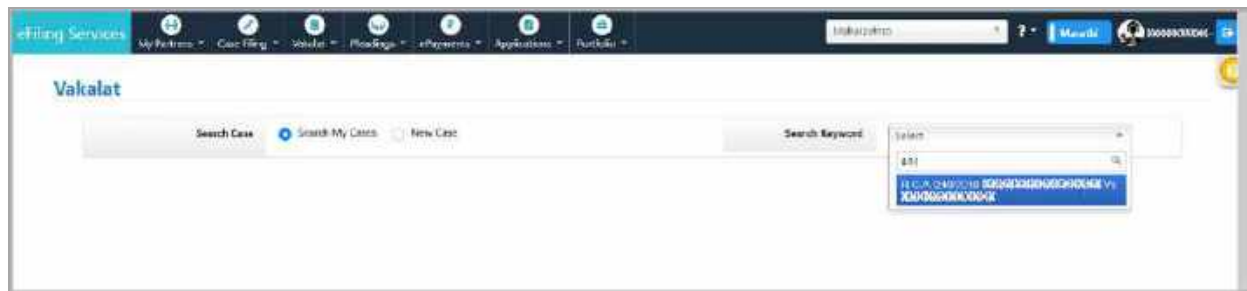 eFiling Services
My Partners Case Filing Vakalat Pleadings ePayments Applications Portfolio
Maharashtra ? Marathi
Vakalat
Search Case Search My Cases New Case Search Keyword Select
Vs